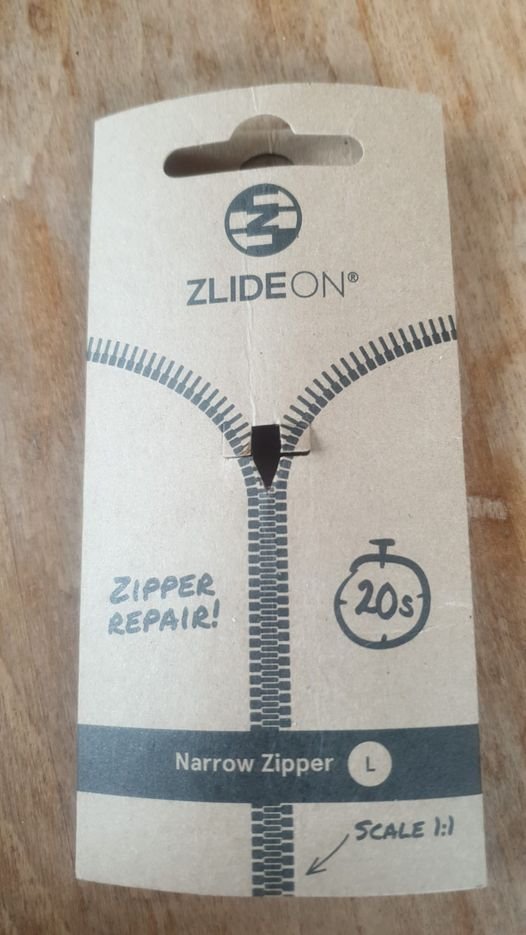 ZLIDEON®
ZIPPER
REPAIR!
20s
Narrow Zipper L
SCALE 1:1